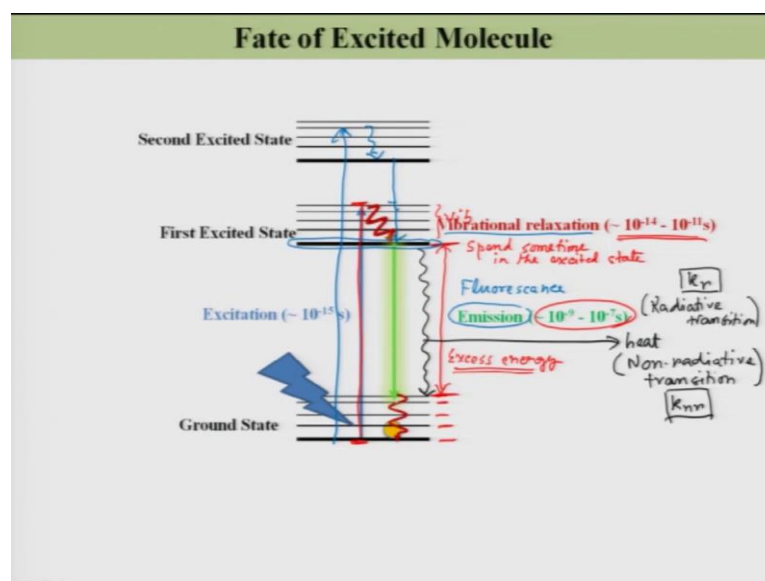 Fate of Excited Molecule
Second Excited State
First Excited State
Vib
Vibrational relaxation (~ 10⁻¹⁴ - 10⁻¹¹s)
Spend sometime
in the excited state
Fluorescence
kr
Excitation (~ 10⁻¹⁵s)
Emission (~ 10⁻⁹ - 10⁻⁷s)
(Radiative
transition)
heat
Excess energy
(Non-radiative
transition)
knr
Ground State